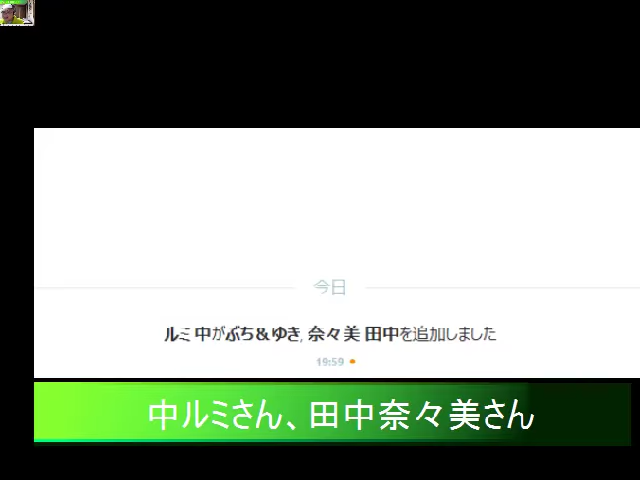 今日
ルミ 中がぶち＆ゆき, 奈々美 田中を追加しました
19:59
中ルミさん、田中奈々美さん